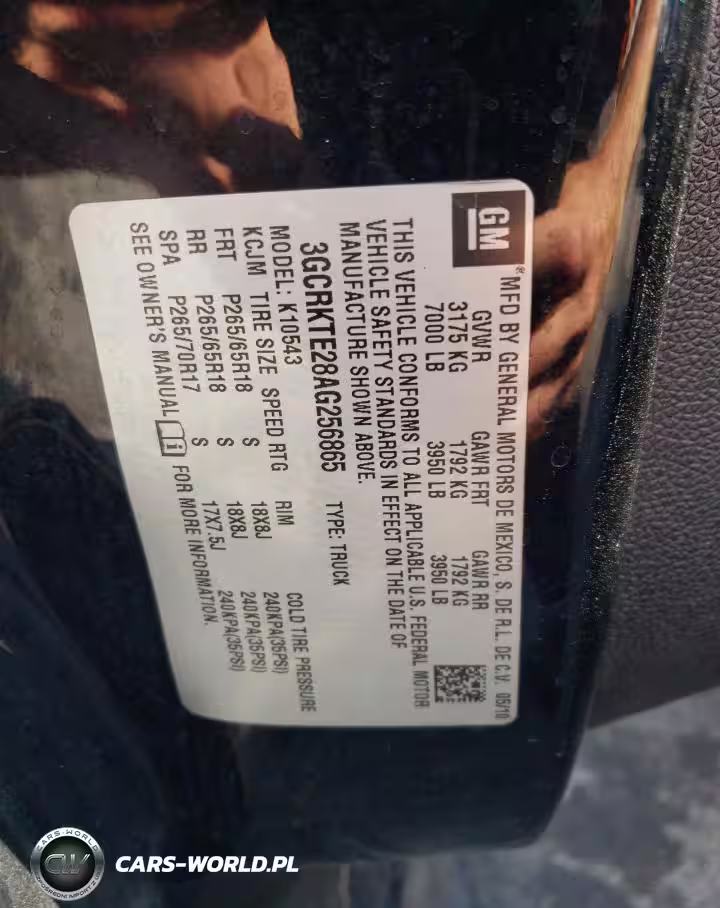 GM
® MFD BY GENERAL MOTORS DE MEXICO, S. DE R.L. DE C.V. 05/10
GVWR GAWR FRT GAWR RR
3175 KG 1792 KG 1792 KG
7000 LB 3950 LB 3950 LB
THIS VEHICLE CONFORMS TO ALL APPLICABLE U.S. FEDERAL MOTOR
VEHICLE SAFETY STANDARDS IN EFFECT ON THE DATE OF
MANUFACTURE SHOWN ABOVE.
3GCRKTE28AG256865 TYPE: TRUCK
MODEL: K10543
KCJM TIRE SIZE SPEED RTG RIM COLD TIRE PRESSURE
FRT P265/65R18 S 18X8J 240KPA(35PSI)
RR P265/65R18 S 18X8J 240KPA(35PSI)
SPA P265/70R17 S 17X7.5J 240KPA(35PSI)
SEE OWNER'S MANUAL FOR MORE INFORMATION.
CARS-WORLD
CW
CARS-WORLD.PL